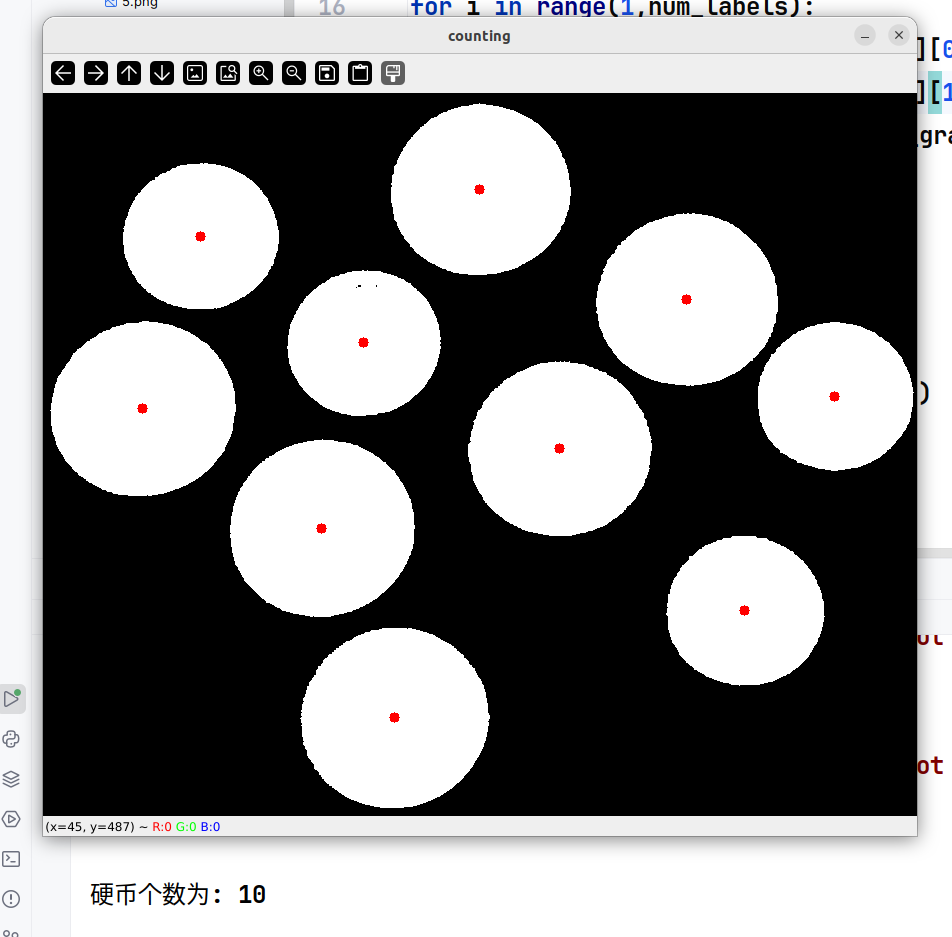 5.png
16 for i in range(1,num_labels):
counting
][0
][1
gra
)
ot
ot
(x=45, y=487) ~ R:0 G:0 B:0
硬币个数为: 10